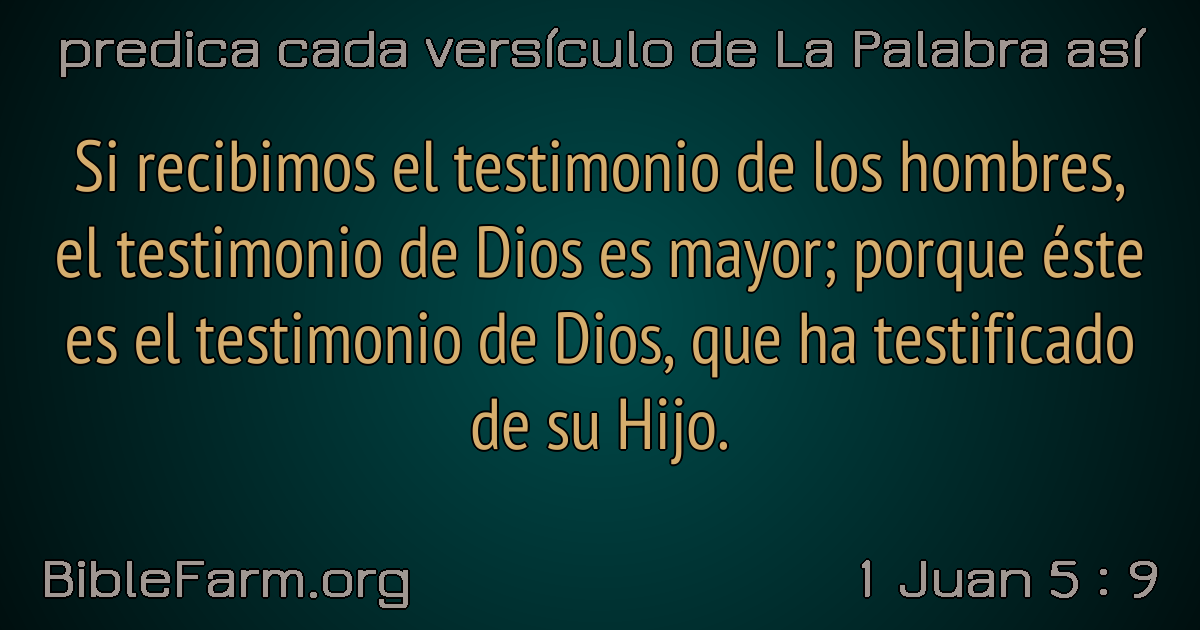 predica cada versículo de La Palabra así
Si recibimos el testimonio de los hombres,
el testimonio de Dios es mayor; porque éste
es el testimonio de Dios, que ha testificado
de su Hijo.
BibleFarm.org
1 Juan 5 : 9